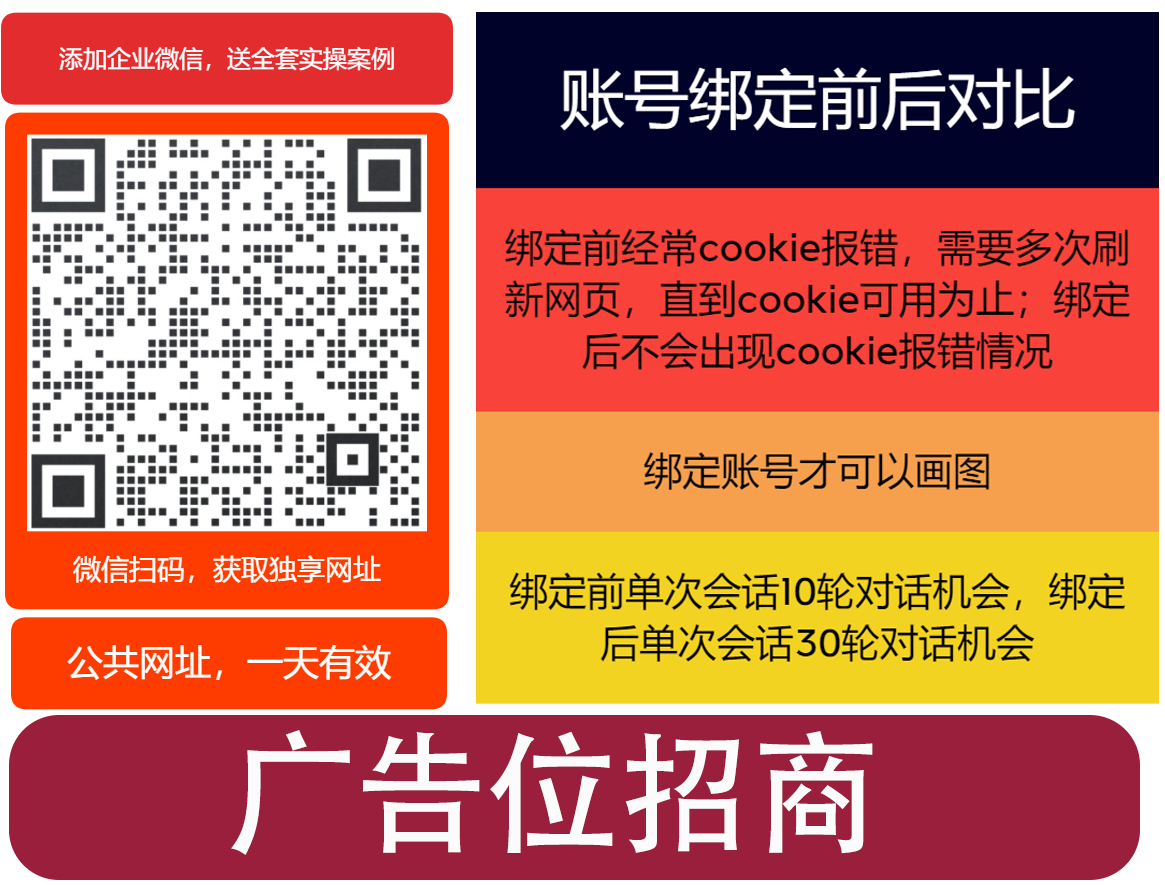 添加企业微信，送全套实操案例
微信扫码，获取独享网址
公共网址，一天有效
账号绑定前后对比
绑定前经常cookie报错，需要多次刷
新网页，直到cookie可用为止；绑定
后不会出现cookie报错情况
绑定账号才可以画图
绑定前单次会话10轮对话机会，绑定
后单次会话30轮对话机会
广告位招商